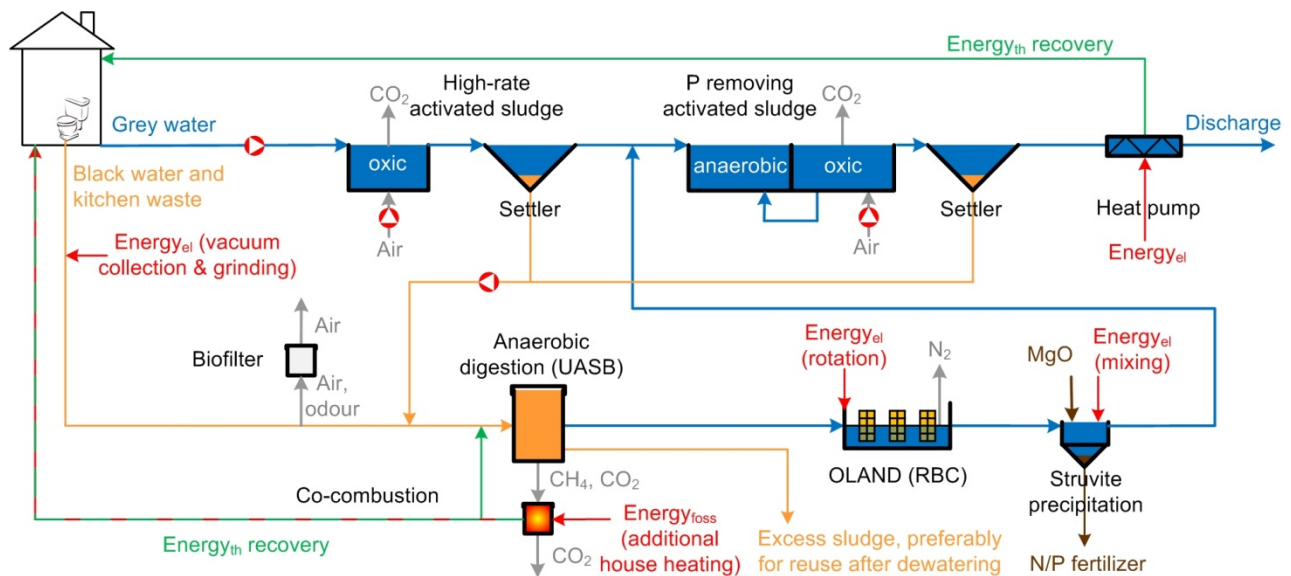 Energyth recovery
High-rate
activated sludge
P removing
activated sludge
CO2
CO2
Grey water
Discharge
oxic
anaerobic
oxic
Black water and
kitchen waste
Settler
Settler
Heat pump
Air
Air
Energyel (vacuum
collection & grinding)
Energyel
Air
Biofilter
Air,
odour
Anaerobic
digestion (UASB)
Energyel
(rotation)
N2
MgO
Energyel
(mixing)
CH4, CO2
OLAND (RBC)
Struvite
precipitation
Co-combustion
Energyfoss
(additional
house heating)
Energyth recovery
CO2
Excess sludge, preferably
for reuse after dewatering
N/P fertilizer